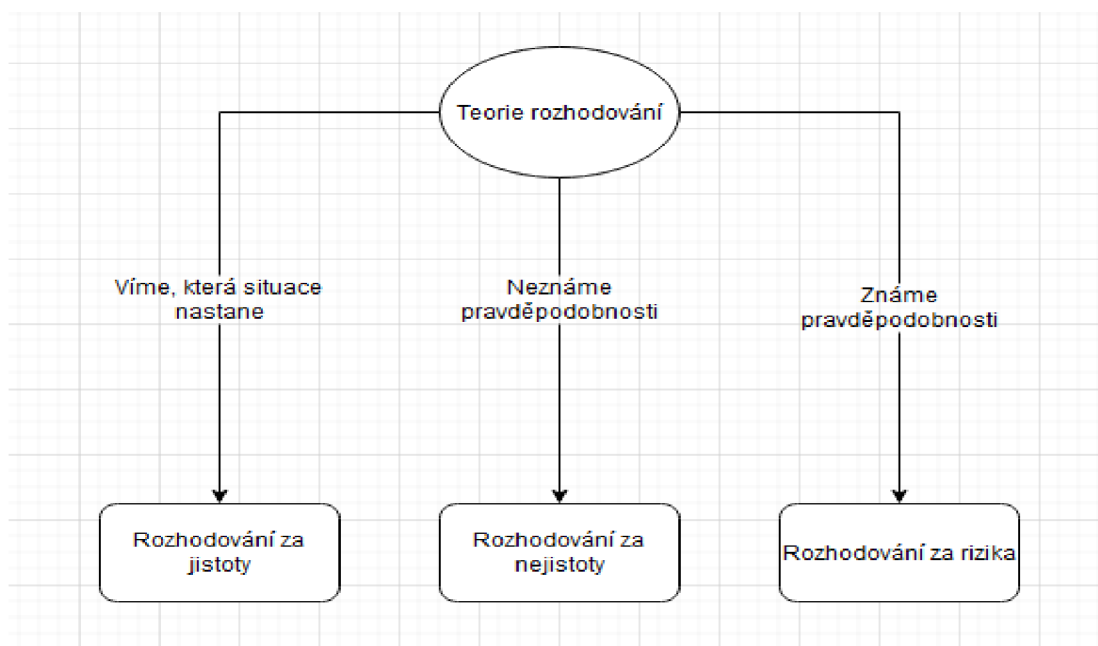 Teorie rozhodování
Víme, která situace
nastane
Neznáme
pravděpodobnosti
Známe
pravděpodobnosti
Rozhodování za
jistoty
Rozhodování za
nejistoty
Rozhodování za rizika